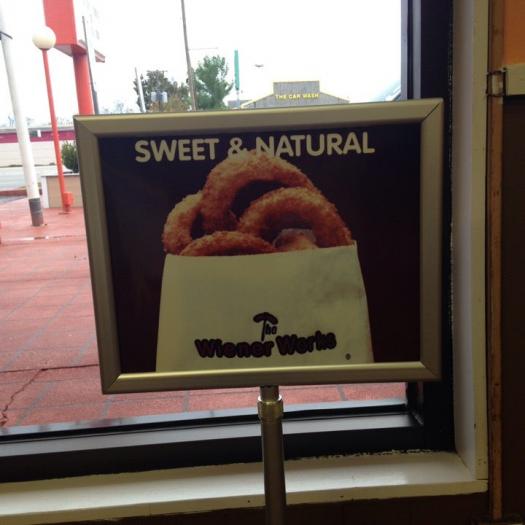 THE CAR WASH
SWEET & NATURAL
The
Wiener Works